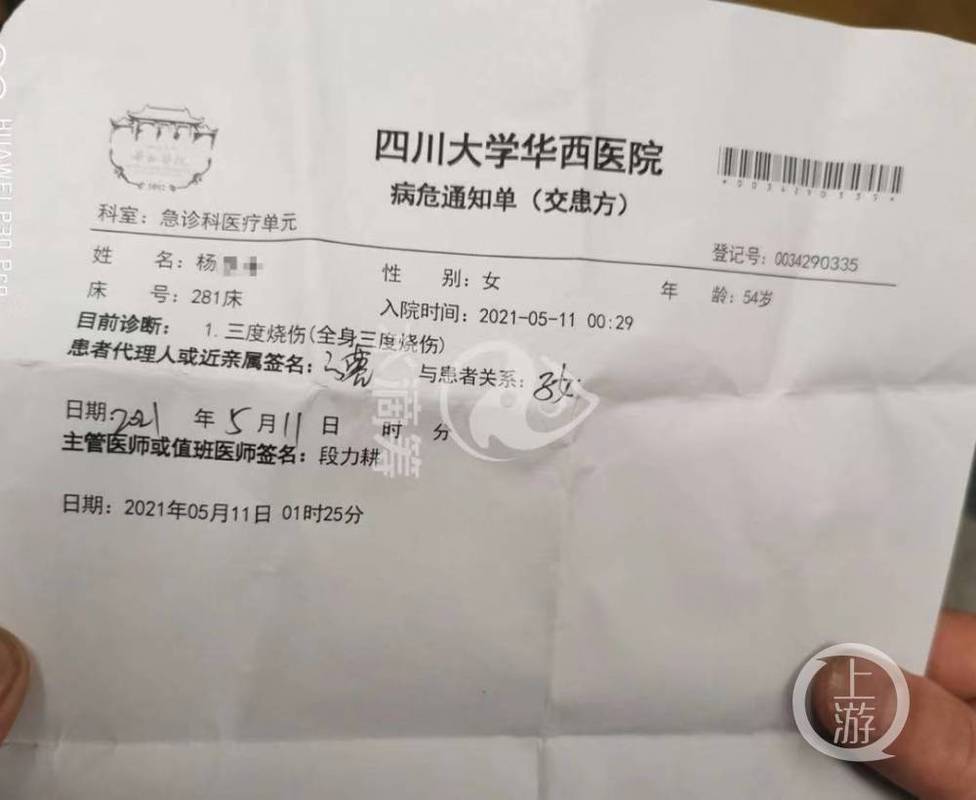 四川大学华西医院
病危通知单（交患方）
科室：急诊科医疗单元
登记号：0034290335
姓 名：杨
性 别：女
年 龄：54岁
床 号：281床
入院时间：2021-05-11 00:29
目前诊断： 1.三度烧伤(全身三度烧伤)
患者代理人或近亲属签名： 与患者关系：子女
日期：2021 年 5 月 11 日 时 分
主管医师或值班医师签名：段力耕
日期：2021年05月11日 01时25分
HUAWEI P30 Pro
上游